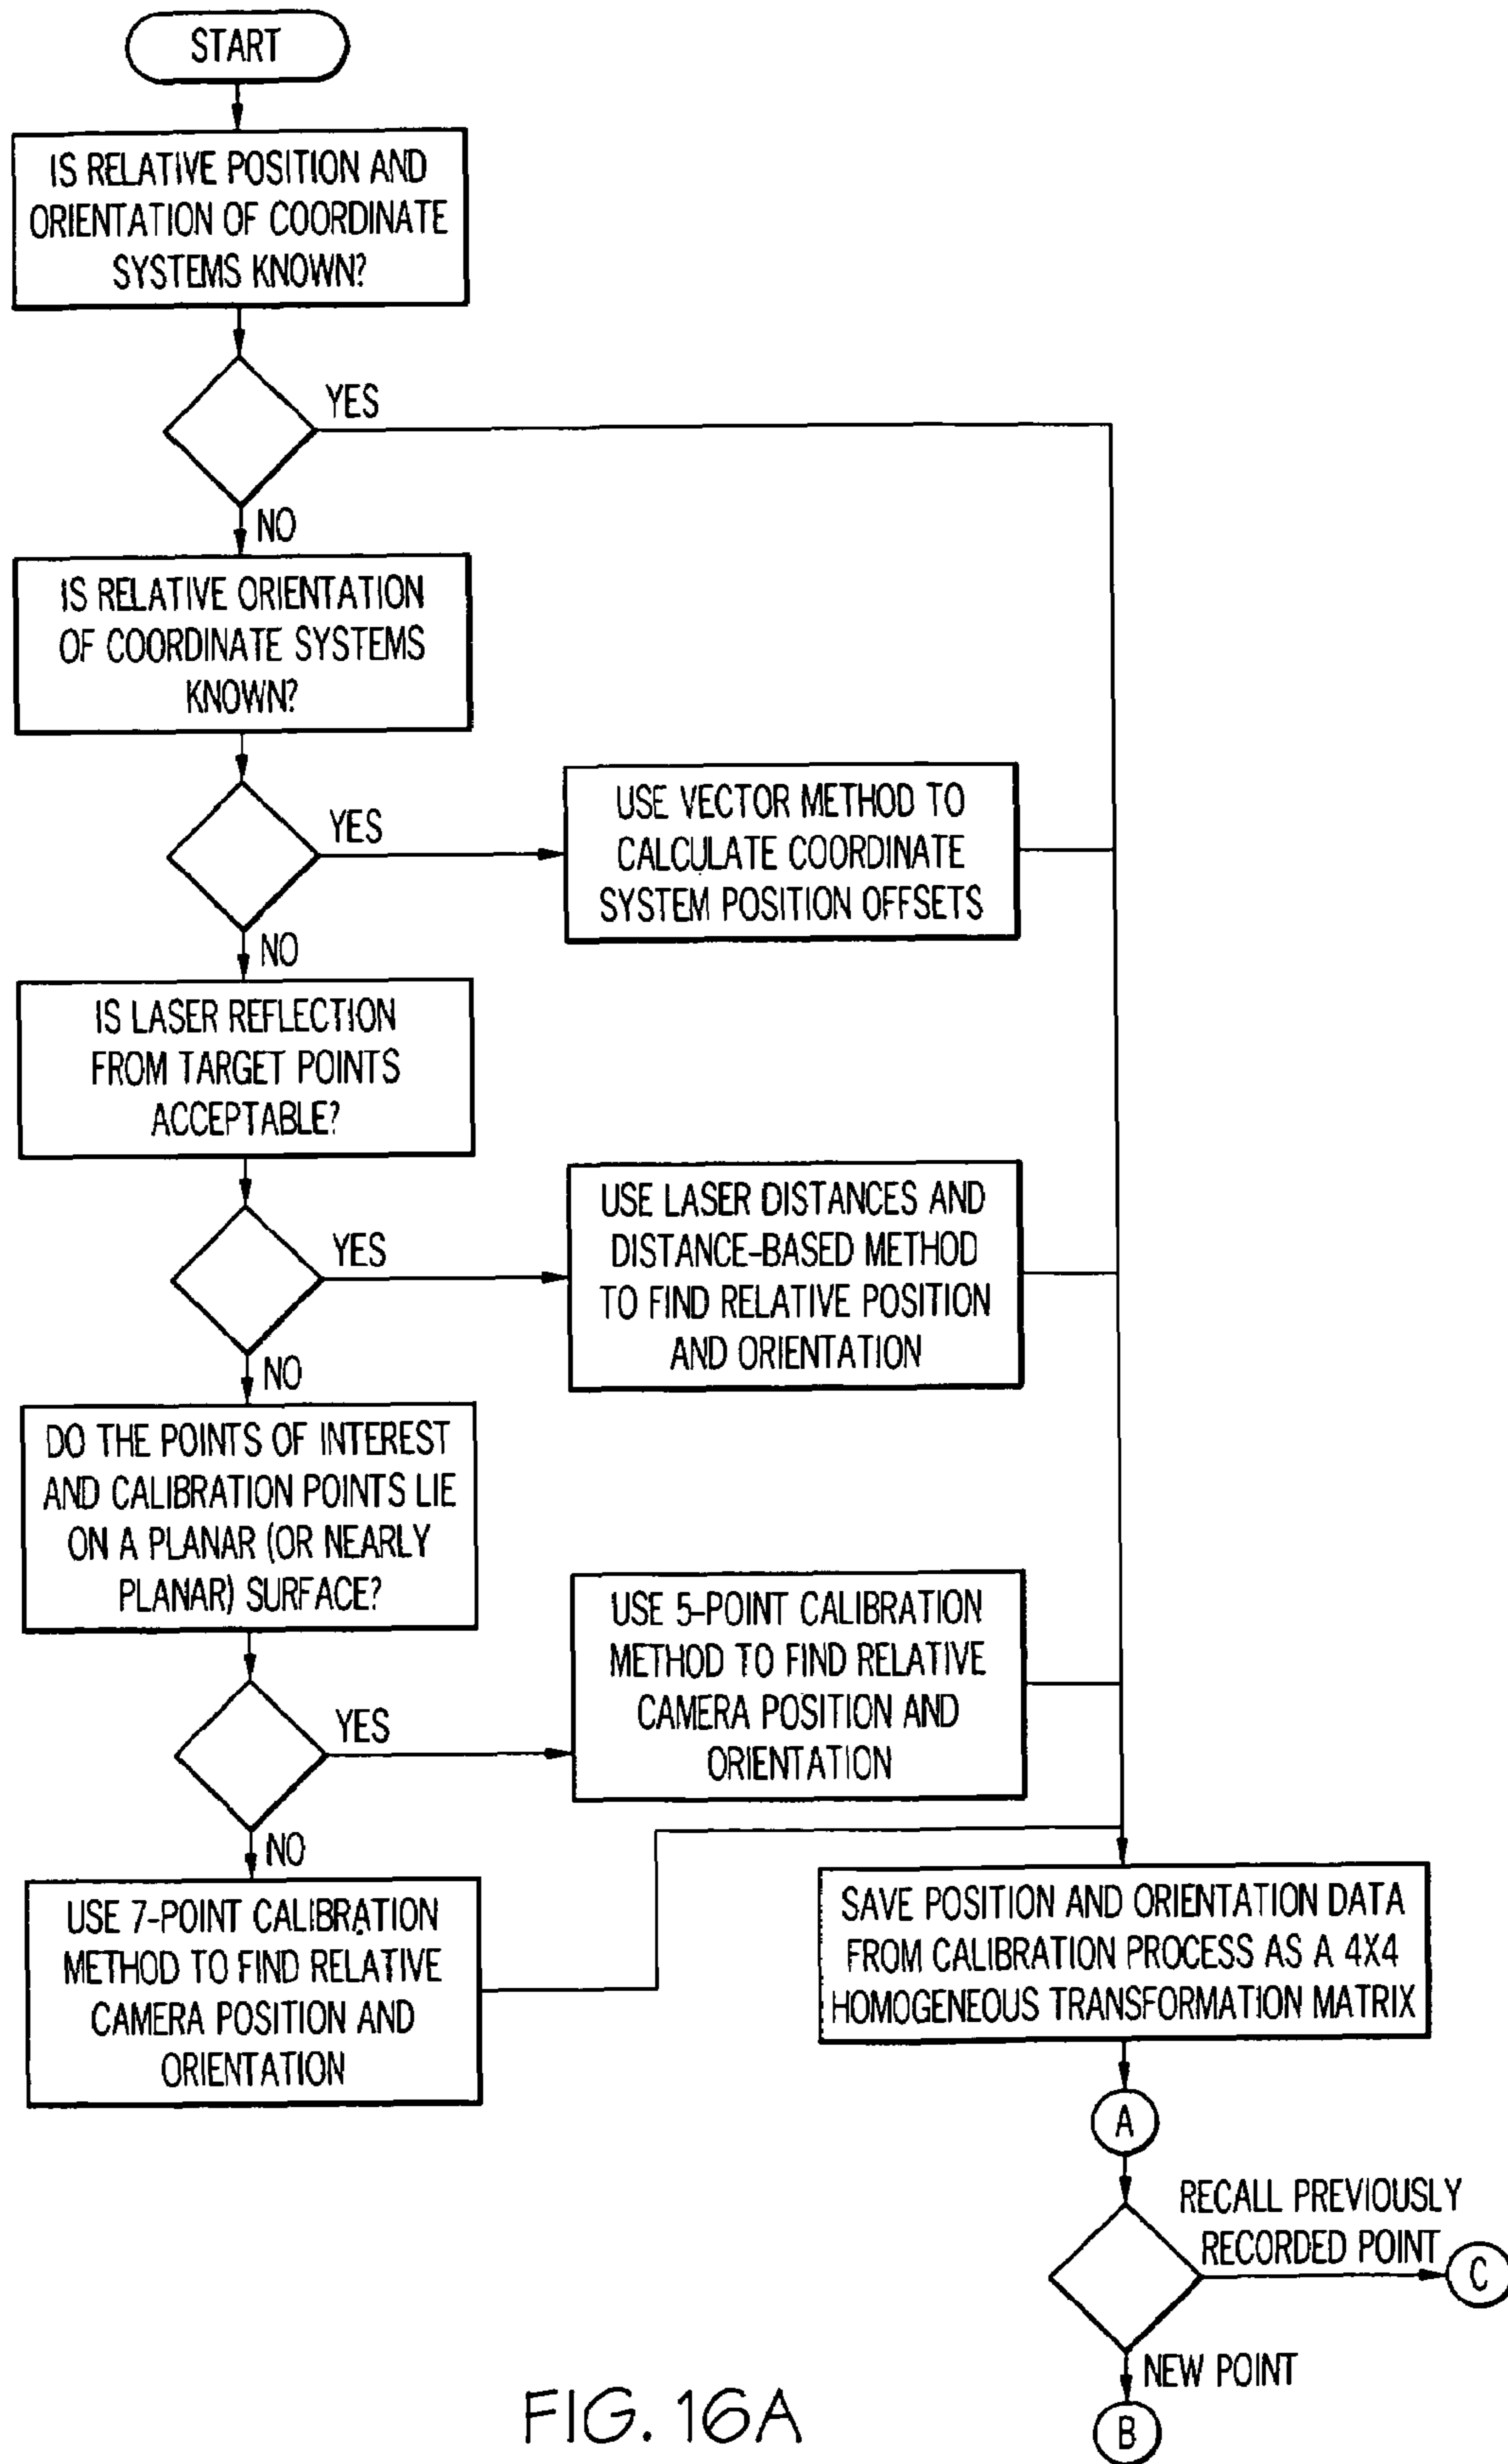 START
IS RELATIVE POSITION AND
ORIENTATION OF COORDINATE
SYSTEMS KNOWN?
YES
NO
IS RELATIVE ORIENTATION
OF COORDINATE SYSTEMS
KNOWN?
YES
USE VECTOR METHOD TO
CALCULATE COORDINATE
SYSTEM POSITION OFFSETS
NO
IS LASER REFLECTION
FROM TARGET POINTS
ACCEPTABLE?
YES
USE LASER DISTANCES AND
DISTANCE-BASED METHOD
TO FIND RELATIVE POSITION
AND ORIENTATION
NO
DO THE POINTS OF INTEREST
AND CALIBRATION POINTS LIE
ON A PLANAR (OR NEARLY
PLANAR) SURFACE?
YES
USE 5-POINT CALIBRATION
METHOD TO FIND RELATIVE
CAMERA POSITION AND
ORIENTATION
NO
USE 7-POINT CALIBRATION
METHOD TO FIND RELATIVE
CAMERA POSITION AND
ORIENTATION
SAVE POSITION AND ORIENTATION DATA
FROM CALIBRATION PROCESS AS A 4X4
HOMOGENEOUS TRANSFORMATION MATRIX
A
RECALL PREVIOUSLY
RECORDED POINT
C
NEW POINT
B
FIG. 16A